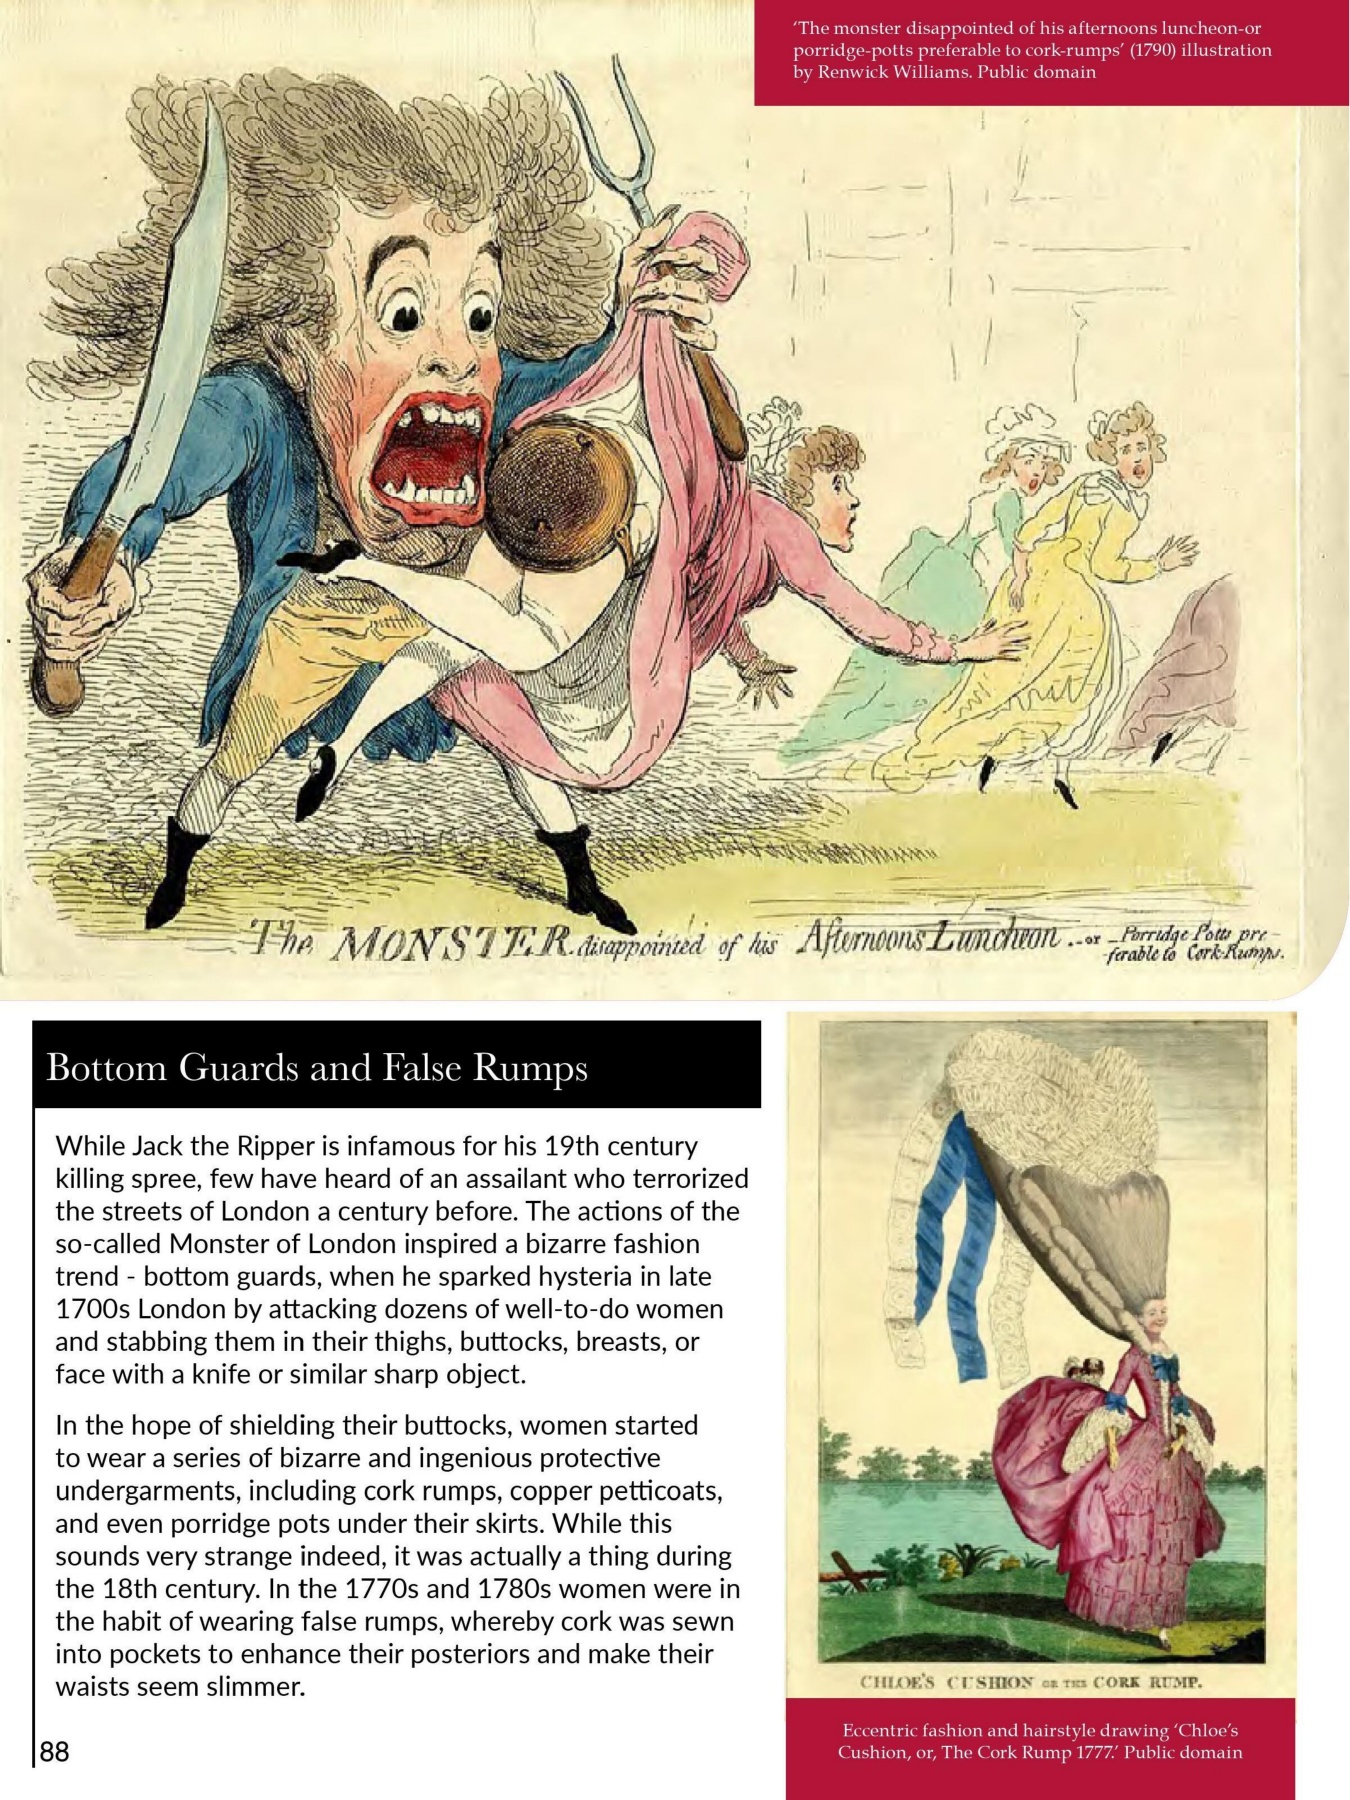 ‘The monster disappointed of his afternoons luncheon-or
porridge-potts preferable to cork-rumps’ (1790) illustration
by Renwick Williams. Public domain
The MONSTER disappointed of his Afternoons Luncheon...or _Porridge Potts pre-
-ferable to Cork-Rumps.
Bottom Guards and False Rumps
While Jack the Ripper is infamous for his 19th century
killing spree, few have heard of an assailant who terrorized
the streets of London a century before. The actions of the
so-called Monster of London inspired a bizarre fashion
trend - bottom guards, when he sparked hysteria in late
1700s London by attacking dozens of well-to-do women
and stabbing them in their thighs, buttocks, breasts, or
face with a knife or similar sharp object.
In the hope of shielding their buttocks, women started
to wear a series of bizarre and ingenious protective
undergarments, including cork rumps, copper petticoats,
and even porridge pots under their skirts. While this
sounds very strange indeed, it was actually a thing during
the 18th century. In the 1770s and 1780s women were in
the habit of wearing false rumps, whereby cork was sewn
into pockets to enhance their posteriors and make their
waists seem slimmer.
88
CHLOE'S CUSHION OR THE CORK RUMP.
Eccentric fashion and hairstyle drawing ‘Chloe’s
Cushion, or, The Cork Rump 1777.’ Public domain